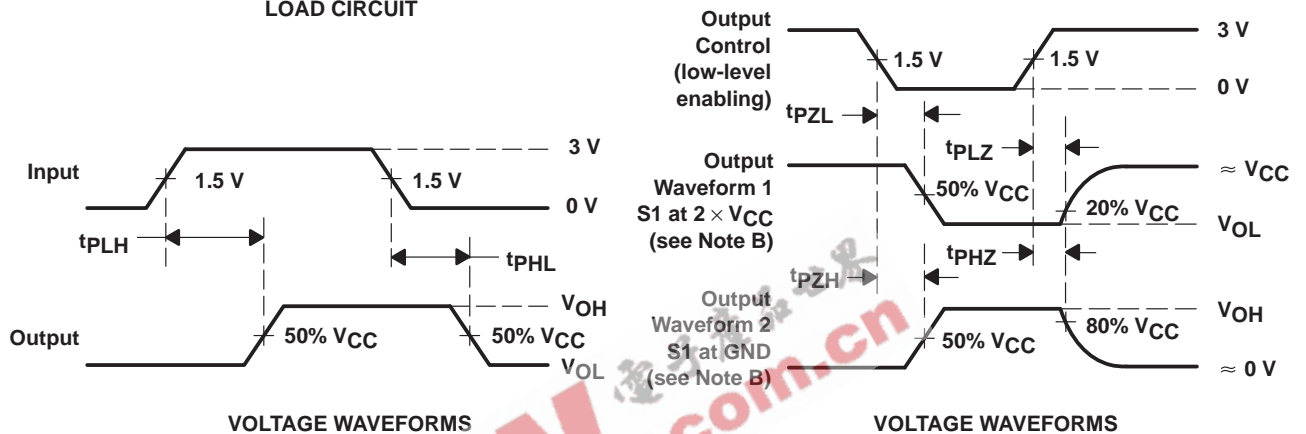 LOAD CIRCUIT
Input
1.5 V
1.5 V
3 V
0 V
tPLH
tPHL
Output
50% VCC
50% VCC
VOH
VOL
VOLTAGE WAVEFORMS
Output
Control
(low-level
enabling)
1.5 V
1.5 V
3 V
0 V
tPZL
tPLZ
Output
Waveform 1
S1 at 2 × VCC
(see Note B)
50% VCC
20% VCC
≈ VCC
VOL
tPZH
tPHZ
Output
Waveform 2
S1 at GND
(see Note B)
50% VCC
80% VCC
VOH
≈ 0 V
VOLTAGE WAVEFORMS
.com.cn